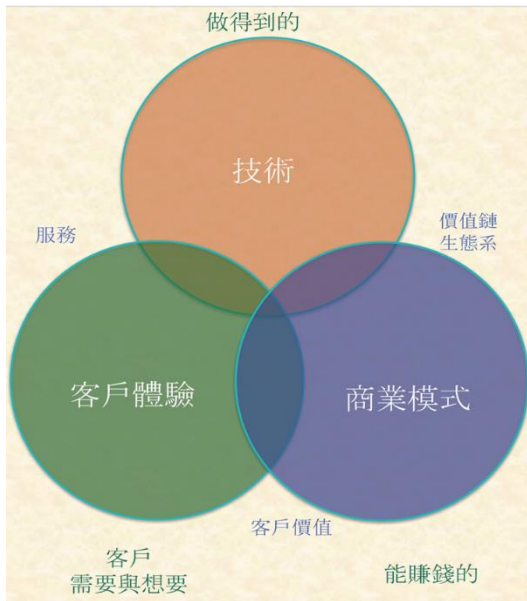 做得到的
技術
服務
價值鏈
生態系
客戶體驗
商業模式
客戶價值
客戶
需要與想要
能賺錢的